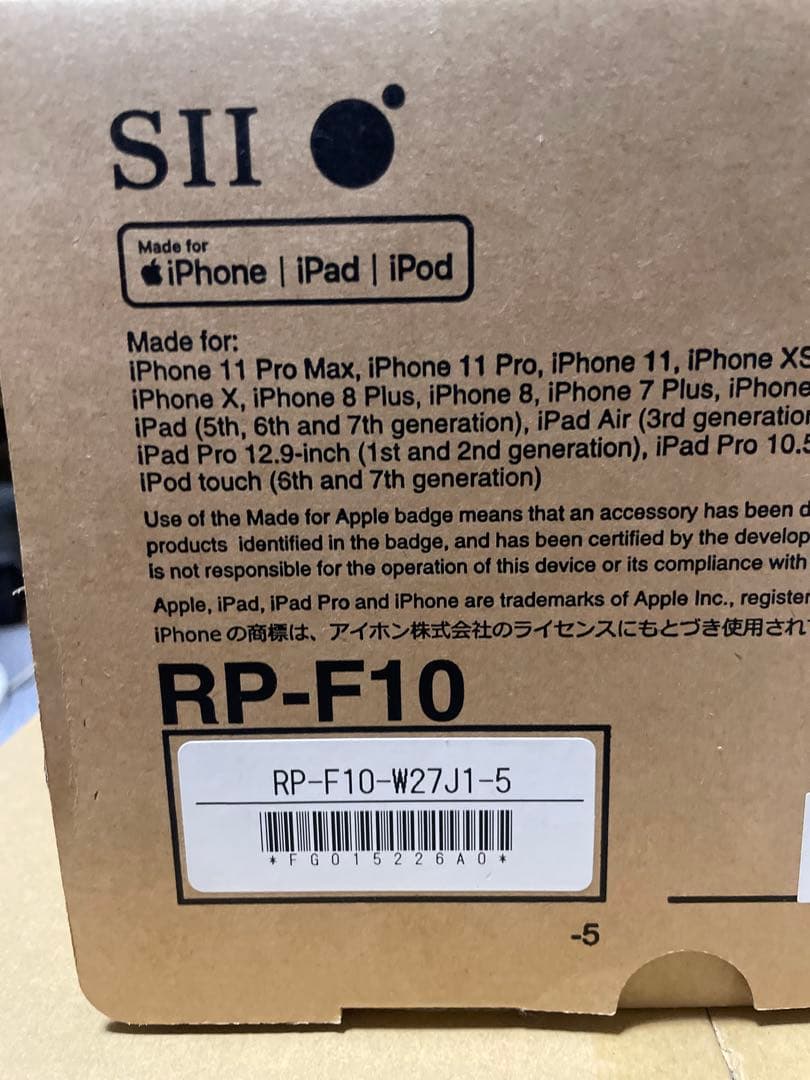 SII
Made for
iPhone | iPad | iPod
Made for:
iPhone 11 Pro Max, iPhone 11 Pro, iPhone 11, iPhone XS
iPhone X, iPhone 8 Plus, iPhone 8, iPhone 7 Plus, iPhone
iPad (5th, 6th and 7th generation), iPad Air (3rd generation
iPad Pro 12.9-inch (1st and 2nd generation), iPad Pro 10.5
iPod touch (6th and 7th generation)
Use of the Made for Apple badge means that an accessory has been d
products identified in the badge, and has been certified by the develop
is not responsible for the operation of this device or its compliance with
Apple, iPad, iPad Pro and iPhone are trademarks of Apple Inc., register
iPhone の商標は、アイホン株式会社のライセンスにもとづき使用され
RP-F10
RP-F10-W27J1-5
*FG015226A0*
-5